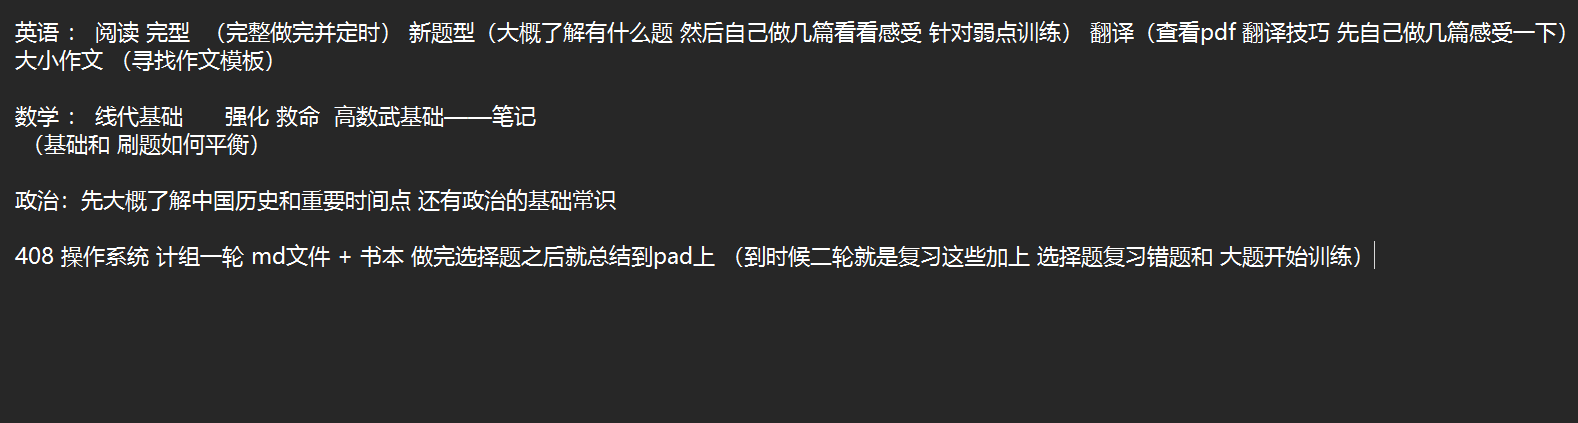 英语 ： 阅读 完型 （完整做完并定时） 新题型（大概了解有什么题 然后自己做几篇看看感受 针对弱点训练） 翻译（查看pdf 翻译技巧 先自己做几篇感受一下）
大小作文 （寻找作文模板）
数学 ： 线代基础 强化 救命 高数武基础——笔记
（基础和 刷题如何平衡）
政治：先大概了解中国历史和重要时间点 还有政治的基础常识
408 操作系统 计组一轮 md文件 + 书本 做完选择题之后就总结到pad上 （到时候二轮就是复习这些加上 选择题复习错题和 大题开始训练）